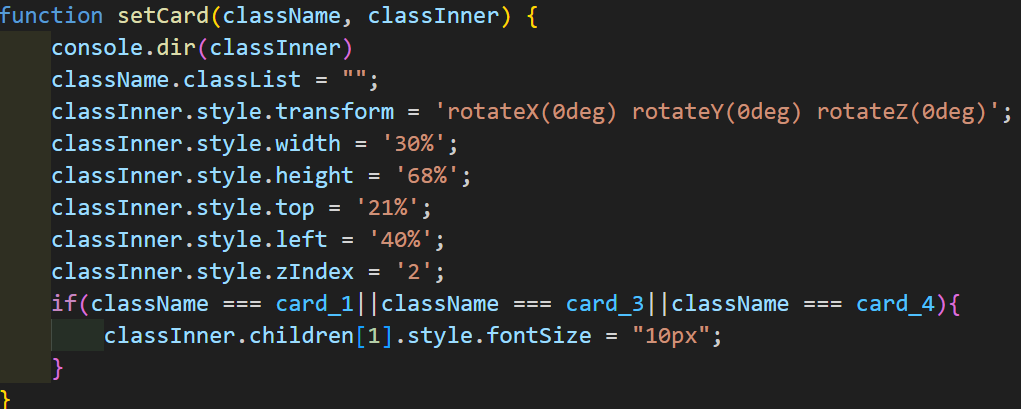 function setCard(className, classInner) {
    console.dir(classInner)
    className.classList = "";
    classInner.style.transform = 'rotateX(0deg) rotateY(0deg) rotateZ(0deg)';
    classInner.style.width = '30%';
    classInner.style.height = '68%';
    classInner.style.top = '21%';
    classInner.style.left = '40%';
    classInner.style.zIndex = '2';
    if(className === card_1||className === card_3||className === card_4){
        classInner.children[1].style.fontSize = "10px";
    }
}